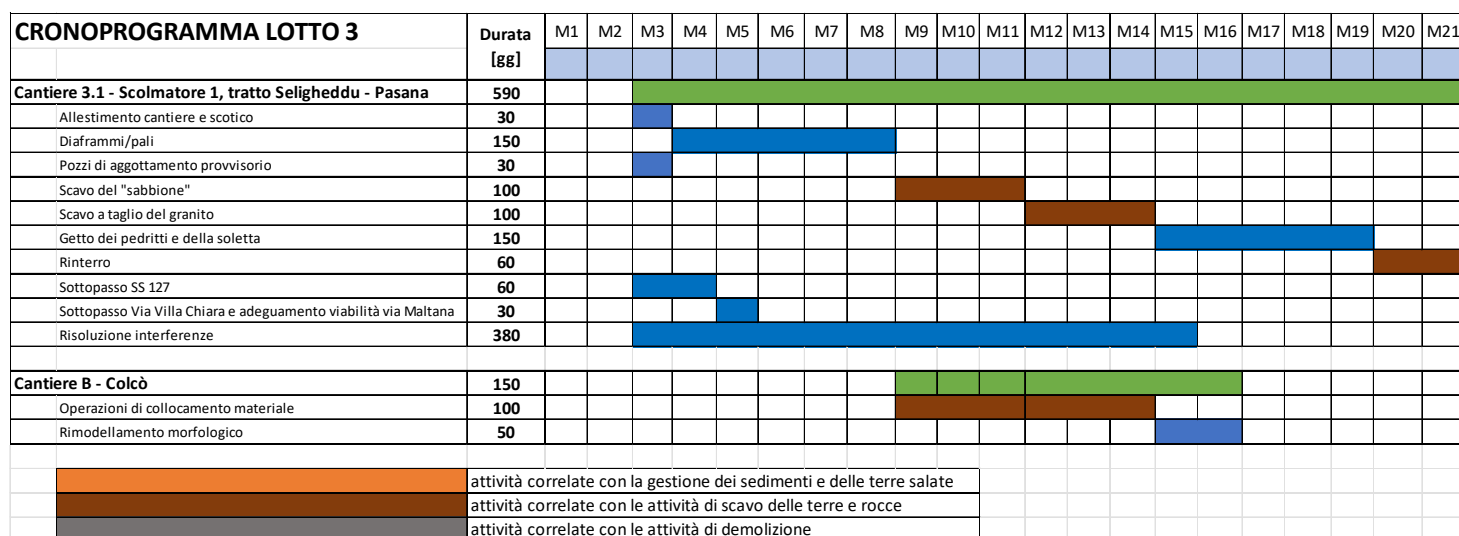 CRONOPROGRAMMA LOTTO 3 Durata [gg] M1 M2 M3 M4 M5 M6 M7 M8 M9 M10 M11 M12 M13 M14 M15 M16 M17 M18 M19 M20 M21
Cantiere 3.1 - Scolmatore 1, tratto Seligheddu - Pasana 590
Allestimento cantiere e scotico 30
Diaframmi/pali 150
Pozzi di aggottamento provvisorio 30
Scavo del "sabbione" 100
Scavo a taglio del granito 100
Getto dei pedritti e della soletta 150
Rinterro 60
Sottopasso SS 127 60
Sottopasso Via Villa Chiara e adeguamento viabilità via Maltana 30
Risoluzione interferenze 380
Cantiere B - Colcò 150
Operazioni di collocamento materiale 100
Rimodellamento morfologico 50
attività correlate con la gestione dei sedimenti e delle terre salate
attività correlate con le attività di scavo delle terre e rocce
attività correlate con le attività di demolizione